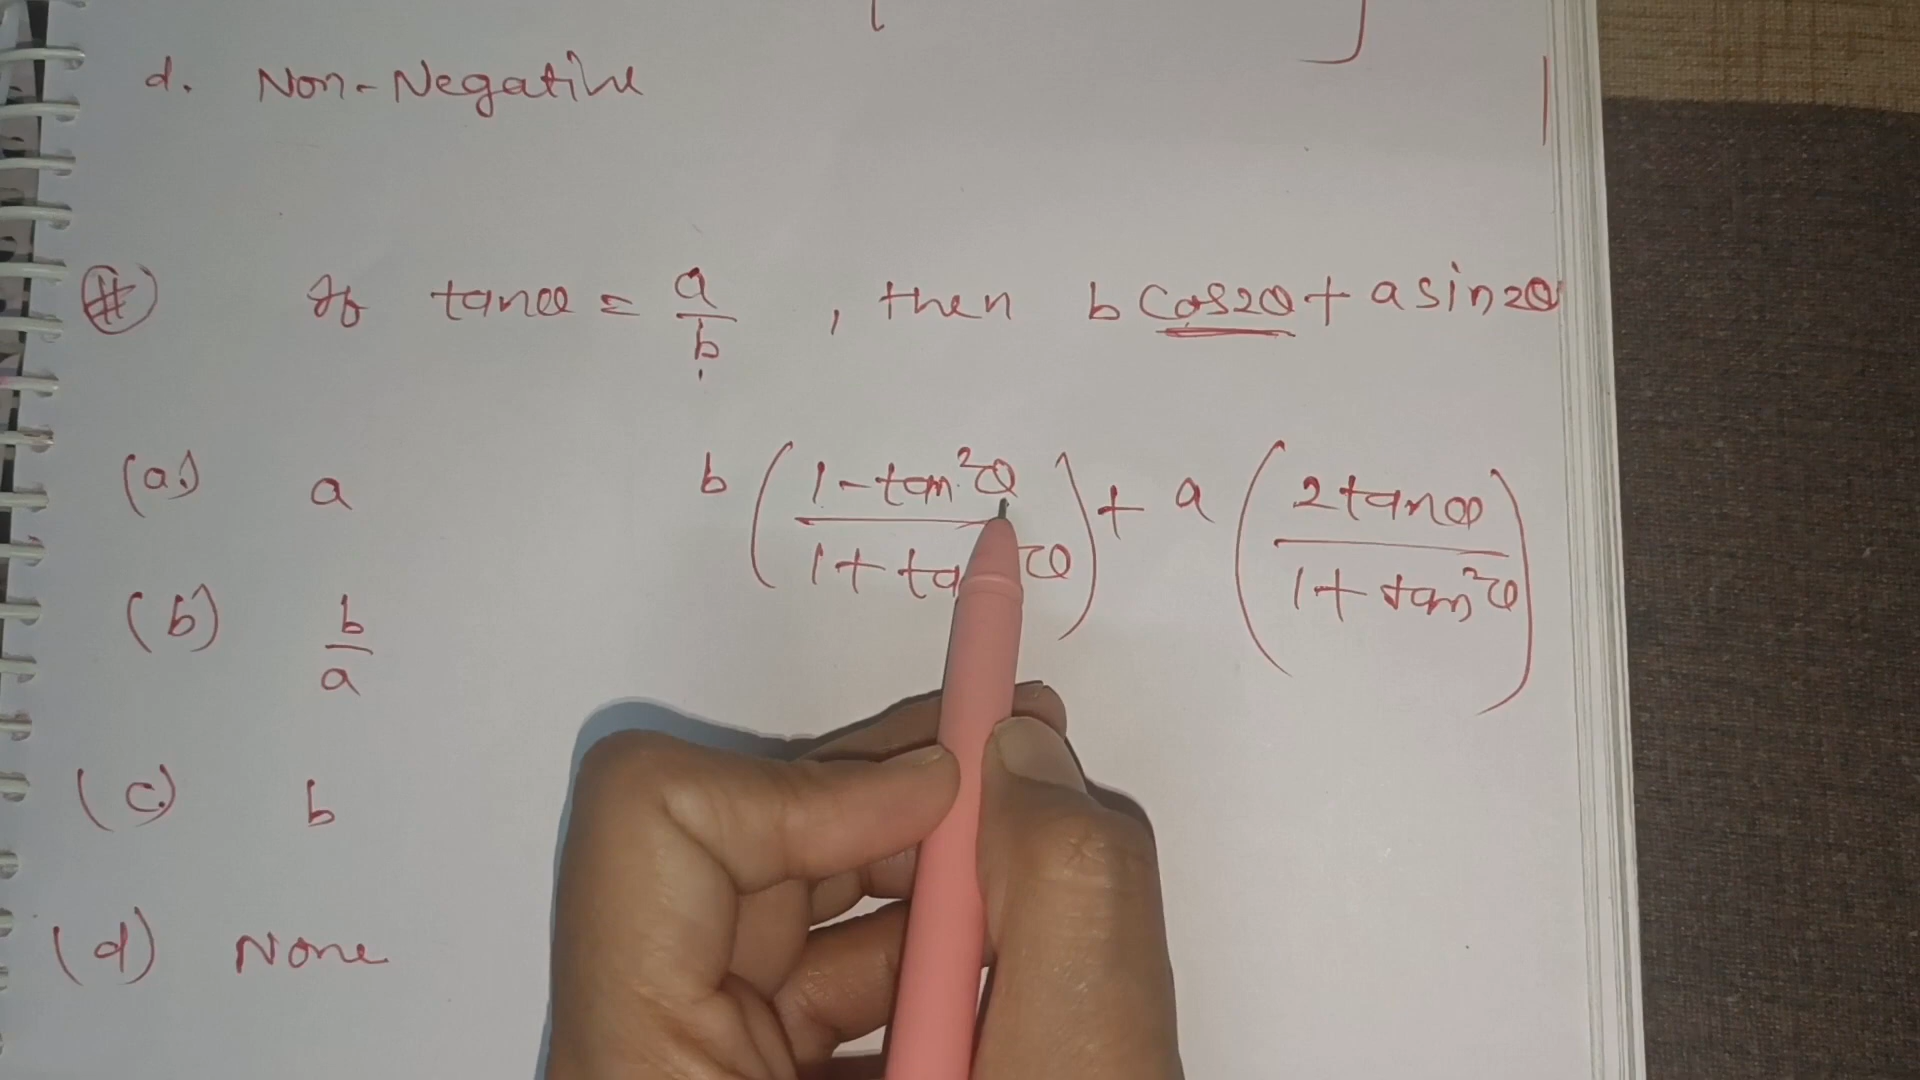 d. Non-Negative
# If tanθ = a/b , then b cos2θ + a sin2θ
(a) a
b (1-tan²θ / 1+tan²θ) + a (2tanθ / 1+tan²θ)
(b) b/a
(c) b
(d) None